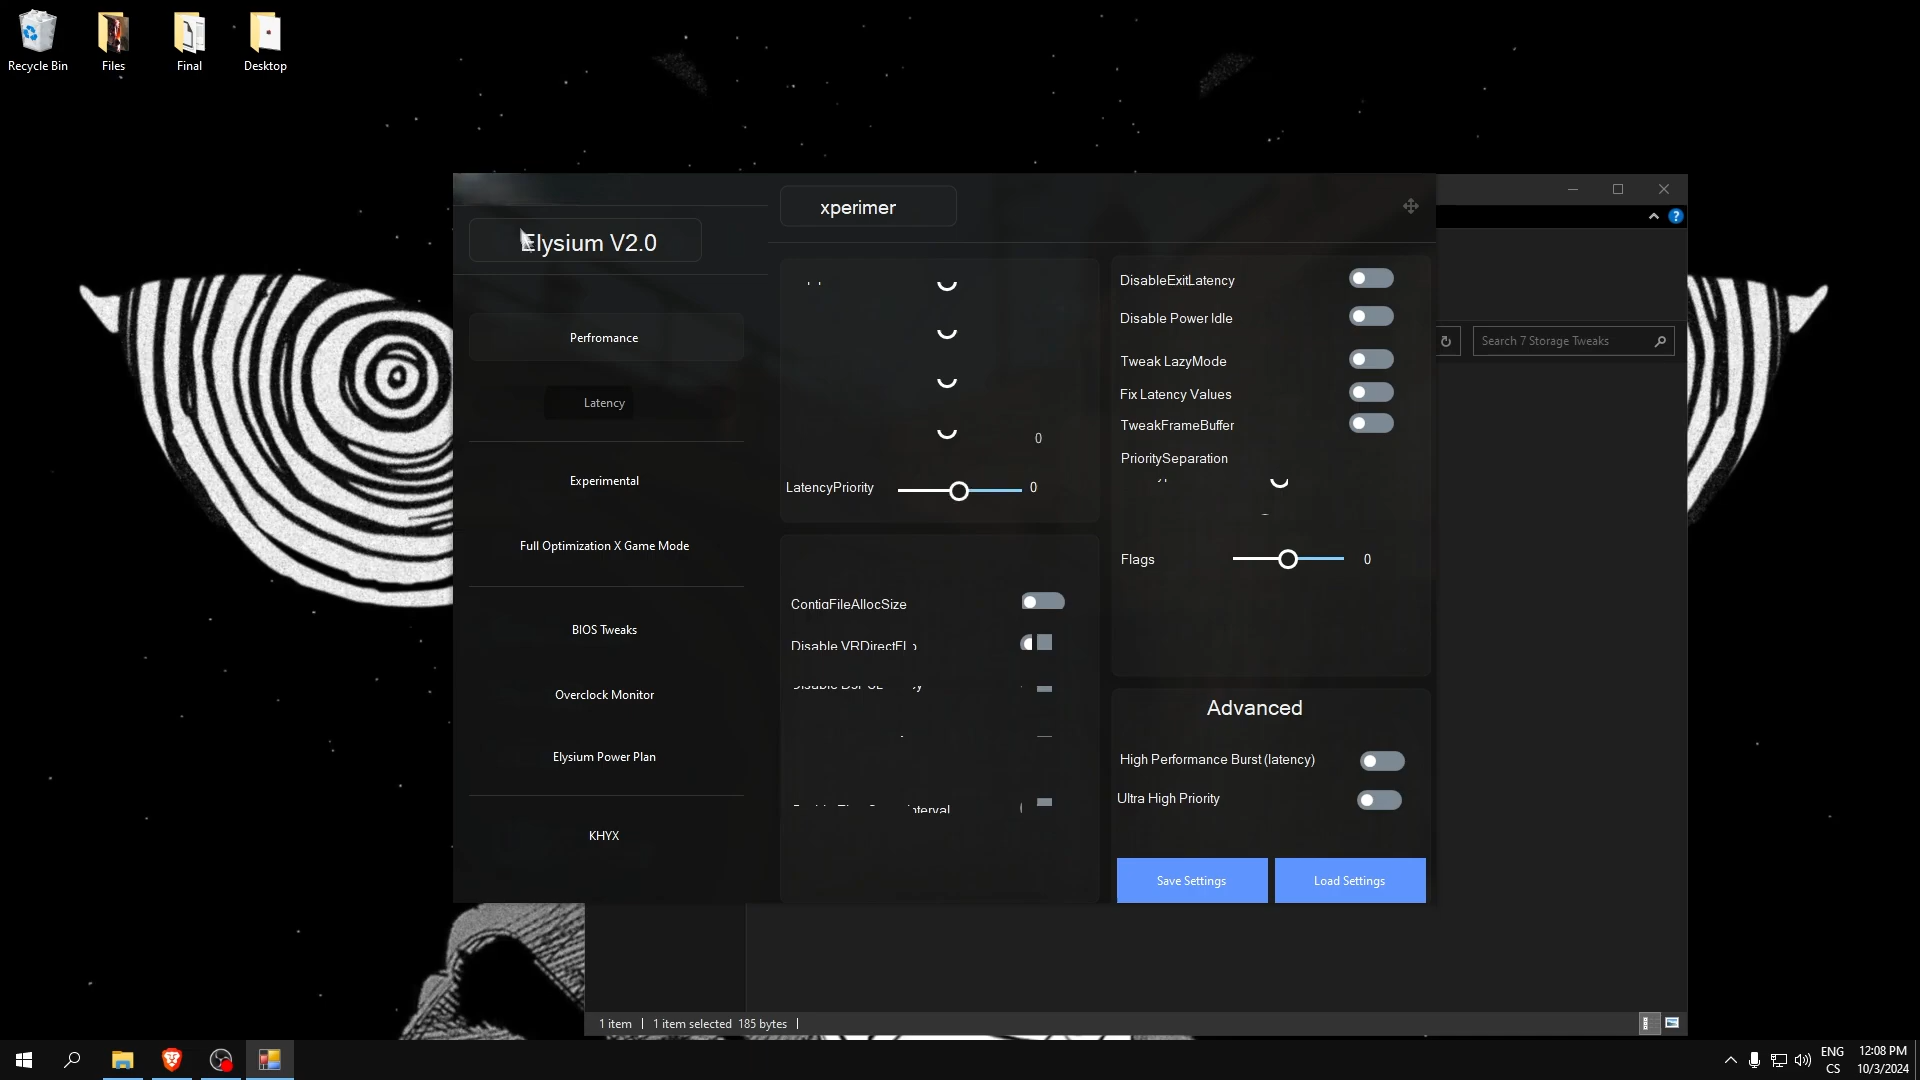 Recycle Bin
Files
Final
Desktop
Elysium V2.0
Perfromance
Latency
Experimental
Full Optimization X Game Mode
BIOS Tweaks
Overclock Monitor
Elysium Power Plan
KHYX
xperimer
0
LatencyPriority
0
ContigFileAllocSize
Disable VRDirectFl
DisableExitLatency
Disable Power Idle
Tweak LazyMode
Fix Latency Values
TweakFrameBuffer
PrioritySeparation
Flags
0
Advanced
High Performance Burst (latency)
Ultra High Priority
Save Settings
Load Settings
Search 7 Storage Tweaks
1 item
1 item selected 185 bytes
ENG
CS
12:08 PM
10/3/2024